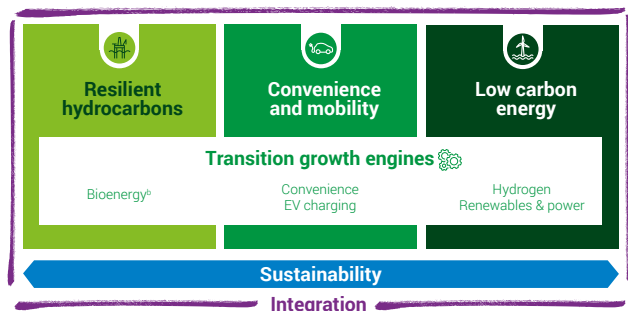 Resilient
hydrocarbons
Convenience
and mobility
Low carbon
energy
Transition growth engines
Bioenergyᵇ
Convenience
EV charging
Hydrogen
Renewables & power
Sustainability
Integration